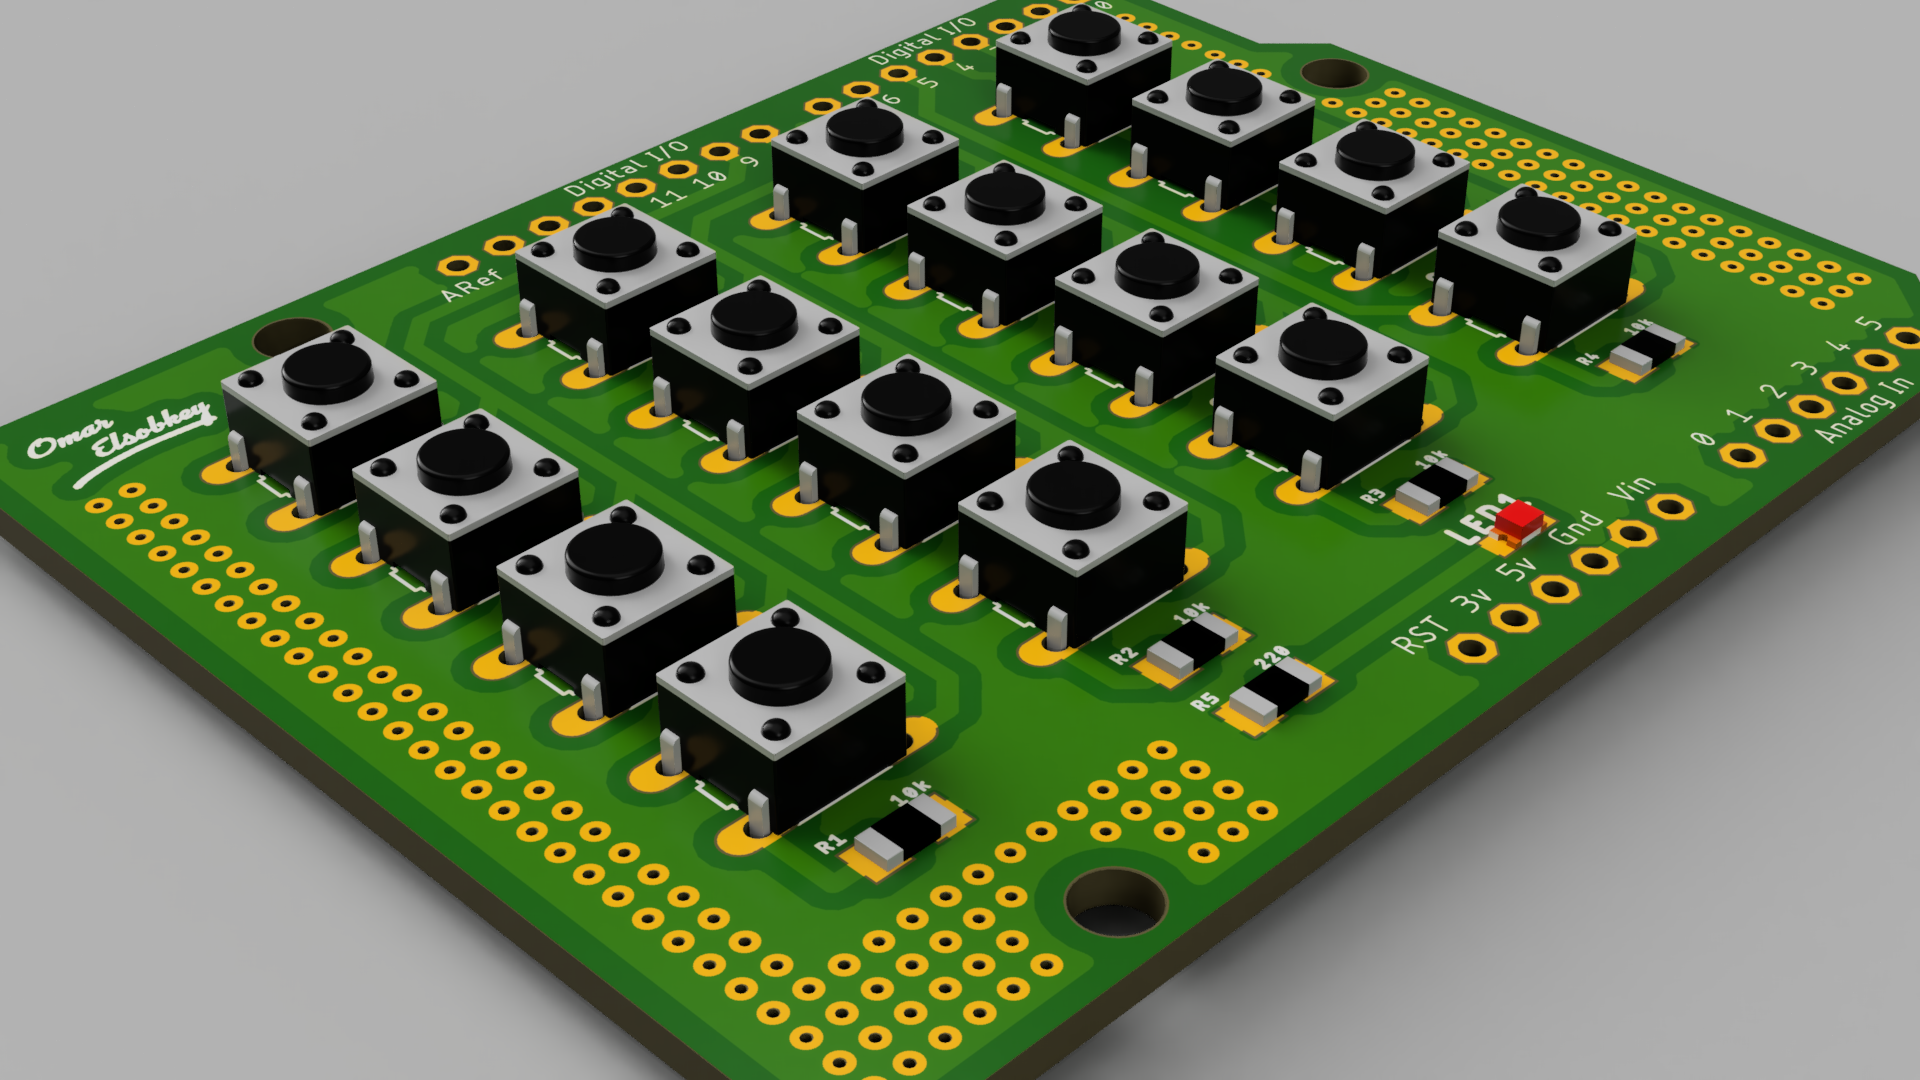 Digital I/O
0
4
5
6
Digital I/O
9
10
11
ARef
Omar
Elsobkey
10k
R4
5
4
3
2
1
0
Analog In
10k
R3
LED1
Vin
Gnd
5v
3v
RST
10k
R2
220
R5
10k
R1